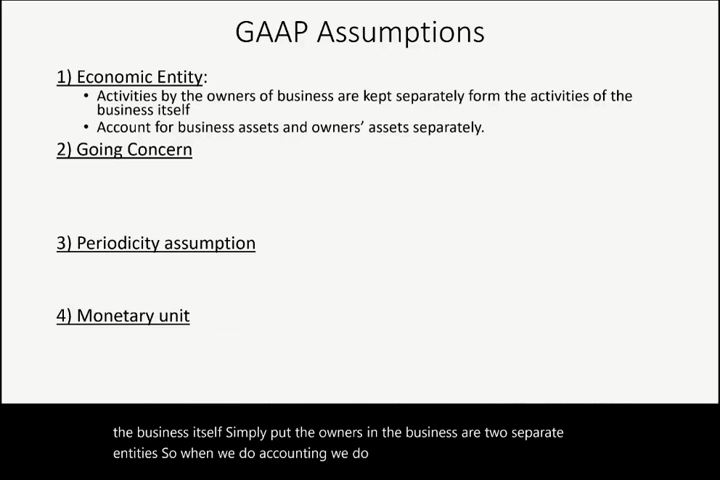 GAAP Assumptions
1) Economic Entity:
• Activities by the owners of business are kept separately form the activities of the
business itself
• Account for business assets and owners’ assets separately.
2) Going Concern
3) Periodicity assumption
4) Monetary unit
the business itself Simply put the owners in the business are two separate
entities So when we do accounting we do